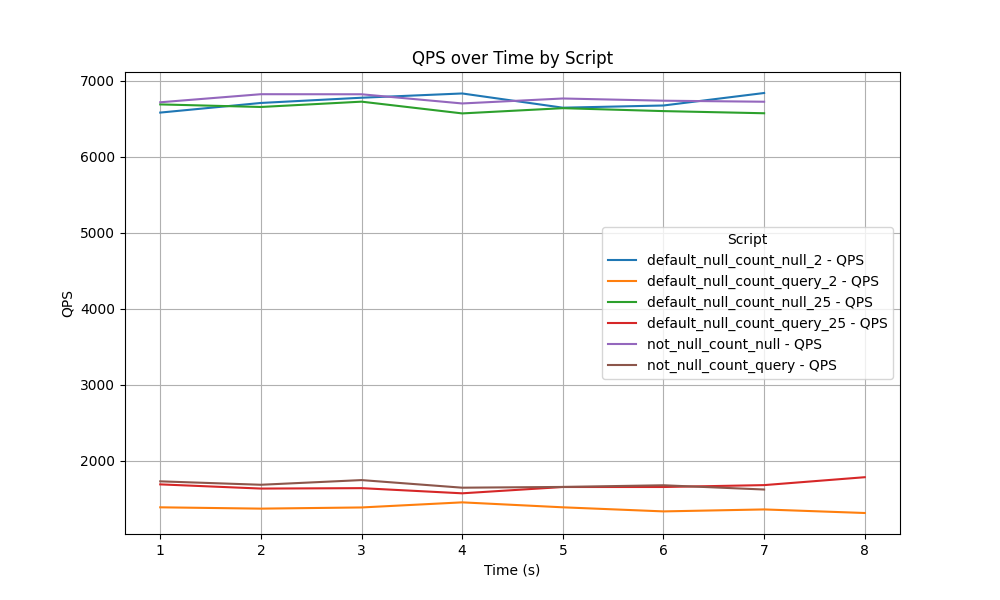 QPS over Time by Script
7000
6000
5000
4000
3000
2000
QPS
Script
default_null_count_null_2 - QPS
default_null_count_query_2 - QPS
default_null_count_null_25 - QPS
default_null_count_query_25 - QPS
not_null_count_null - QPS
not_null_count_query - QPS
1 2 3 4 5 6 7 8
Time (s)